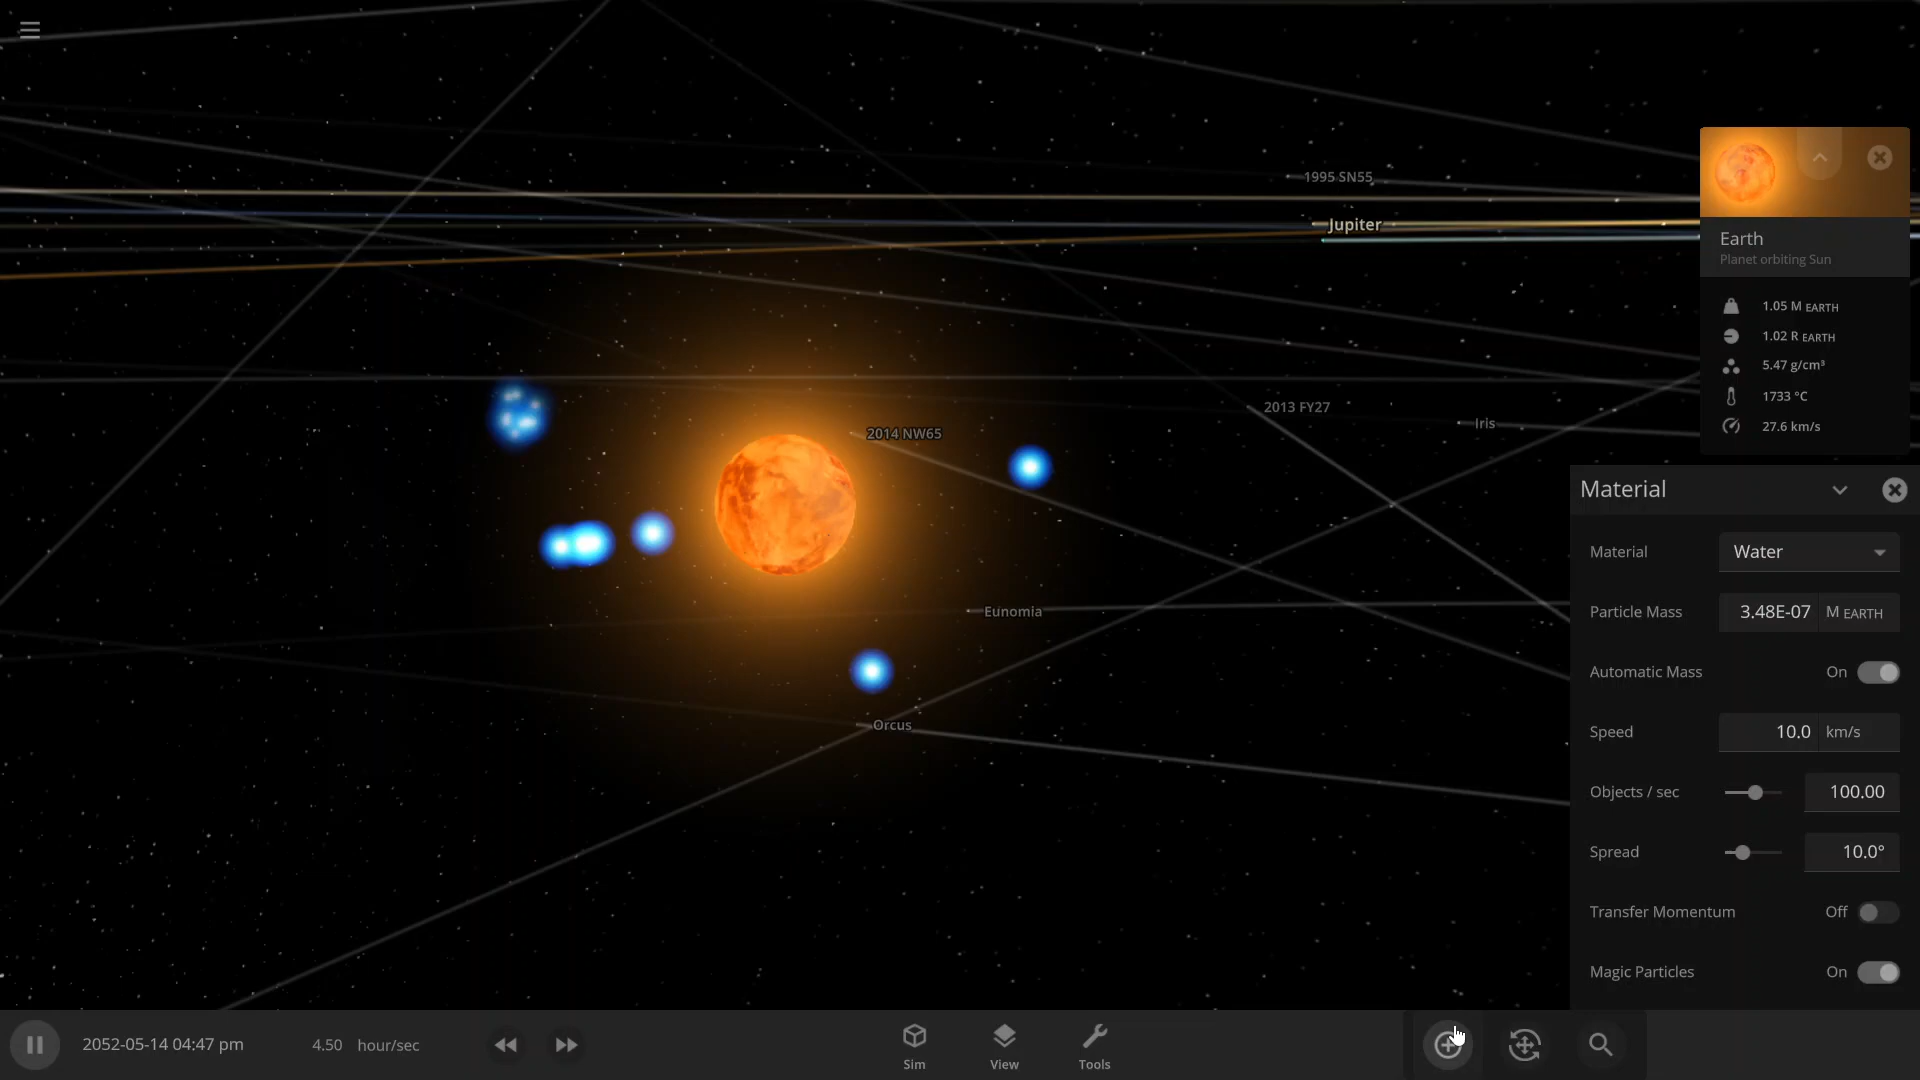 1995 SN55
Jupiter
2013 FY27
Iris
2014 NW65
Eunomia
Orcus
Earth
Planet orbiting Sun
1.05 M EARTH
1.02 R EARTH
5.47 g/cm³
1733 °C
27.6 km/s
Material
Material Water
Particle Mass 3.48E-07 M EARTH
Automatic Mass On
Speed 10.0 km/s
Objects / sec 100.00
Spread 10.0°
Transfer Momentum Off
Magic Particles On
2052-05-14 04:47 pm 4.50 hour/sec
Sim View Tools